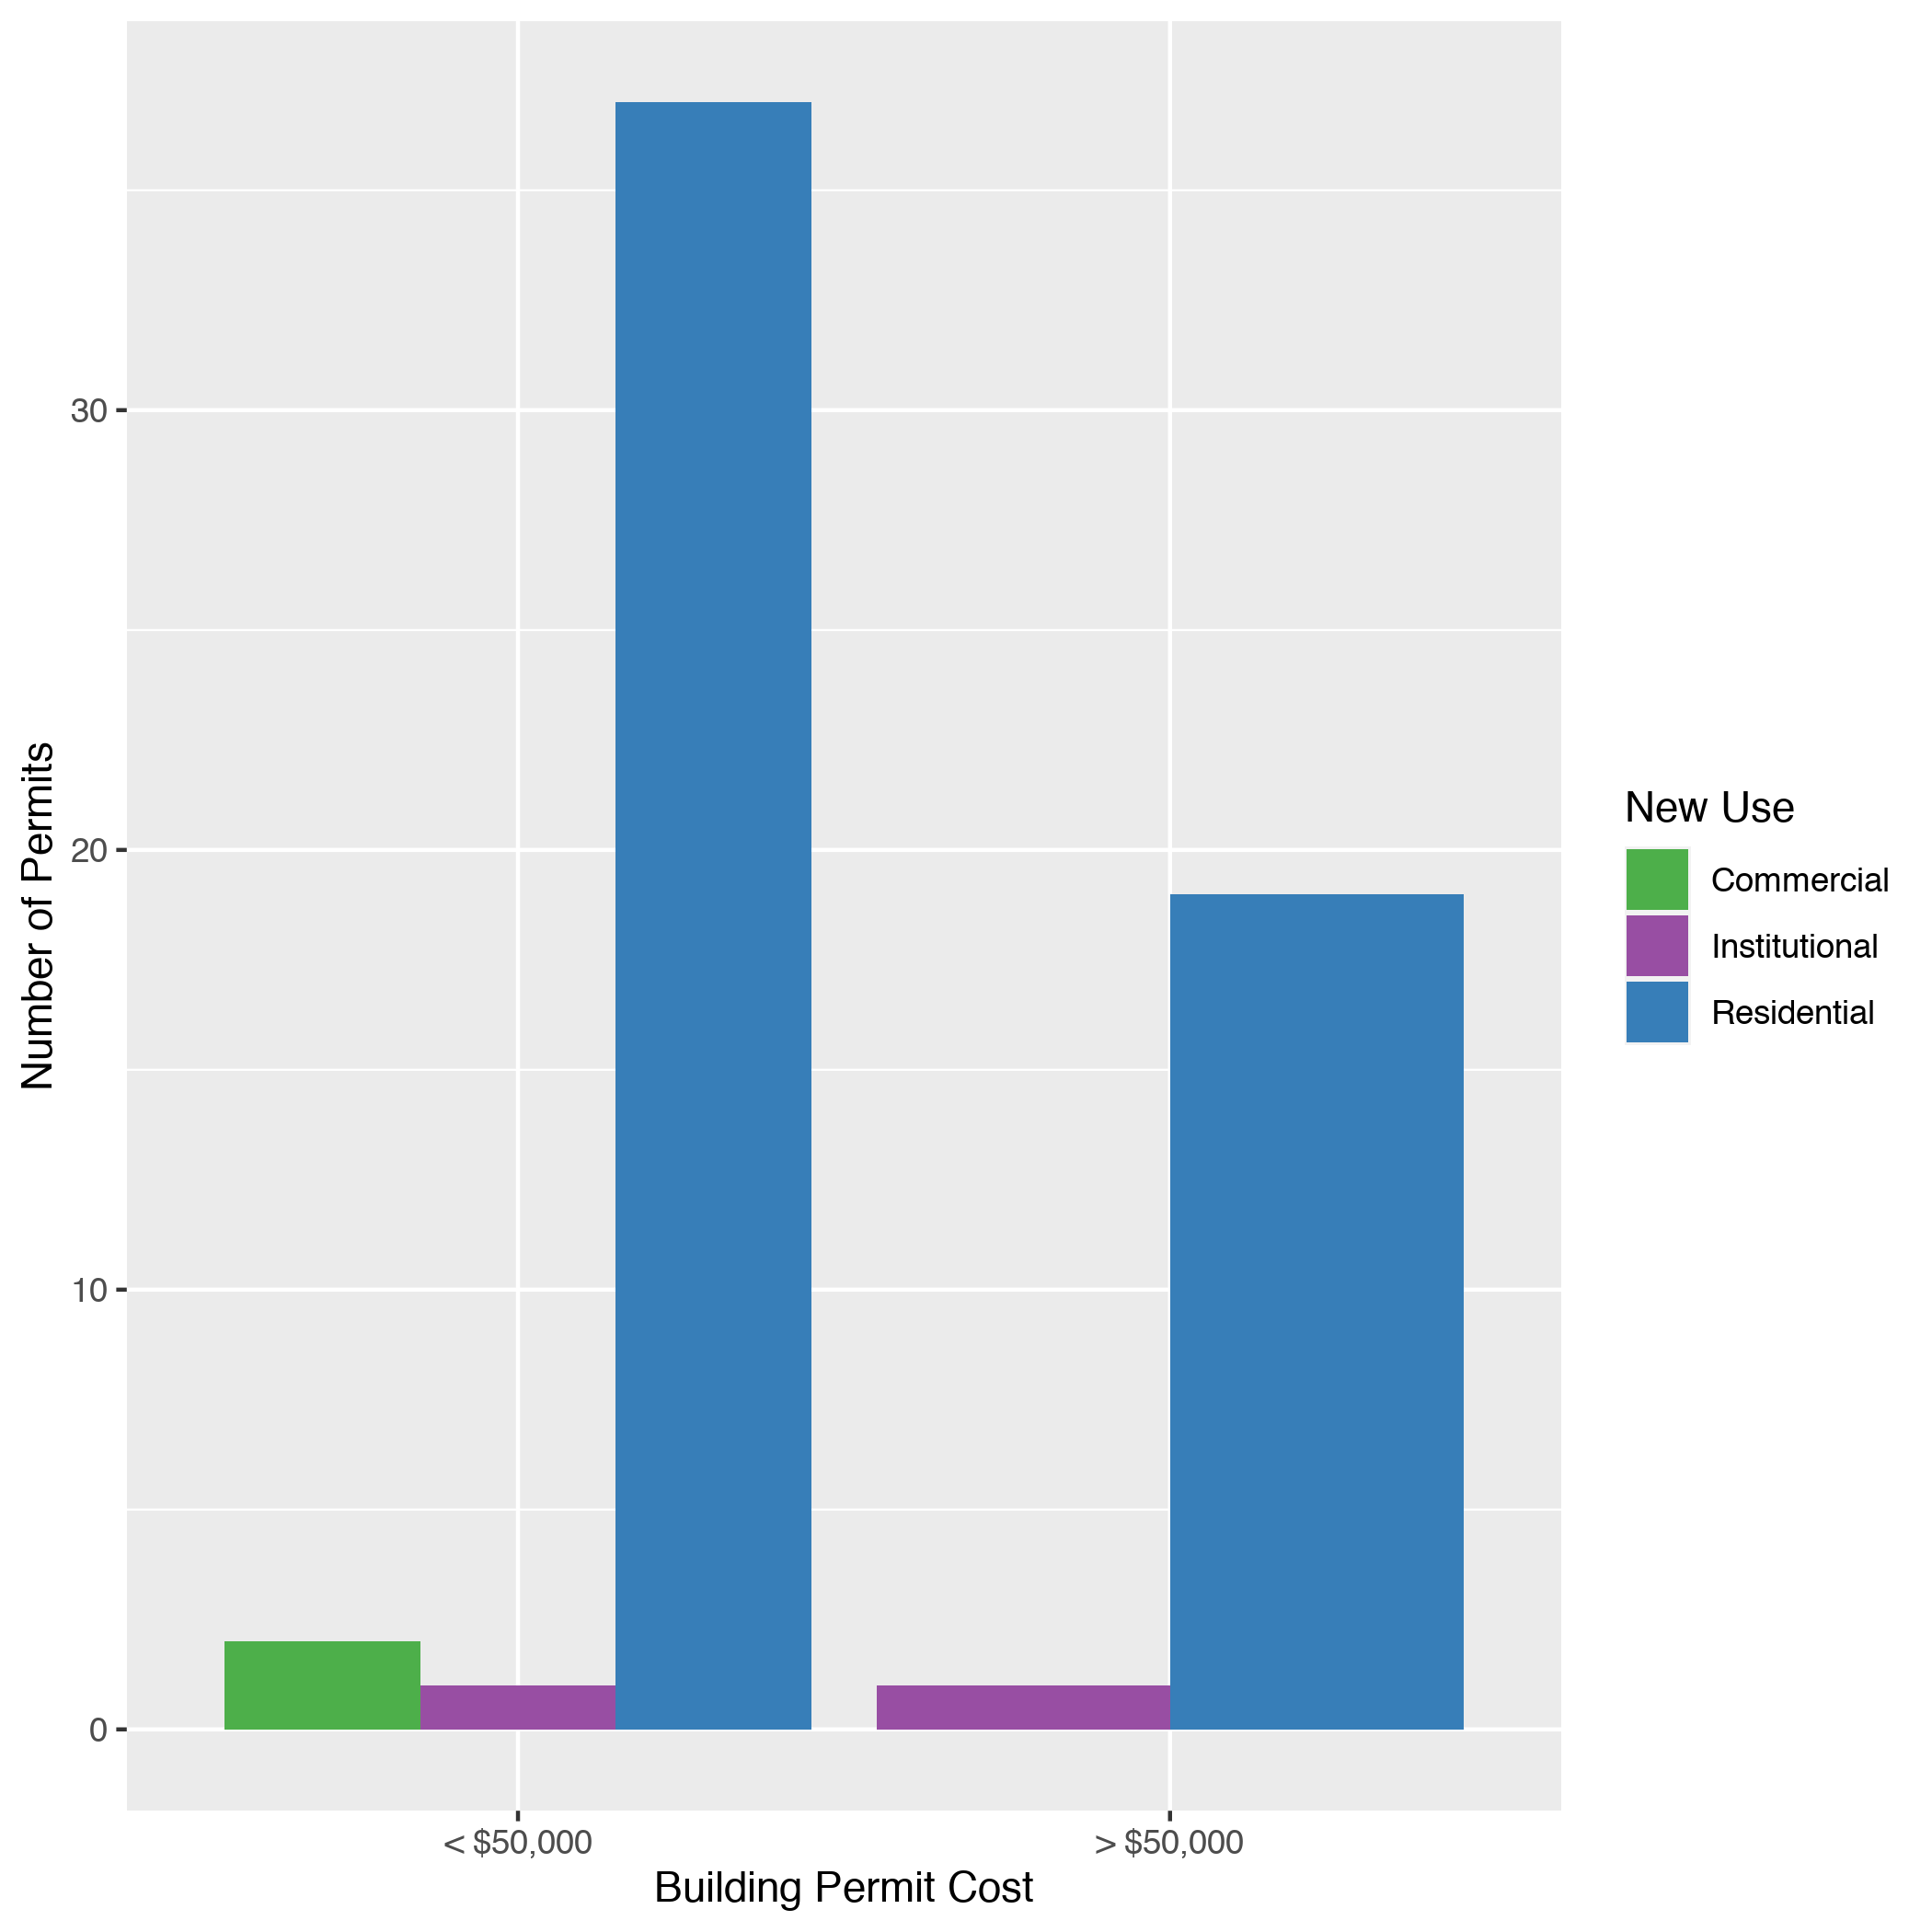 30
20
10
0
Number of Permits
< $50,000
> $50,000
Building Permit Cost
New Use
Commercial
Institutional
Residential